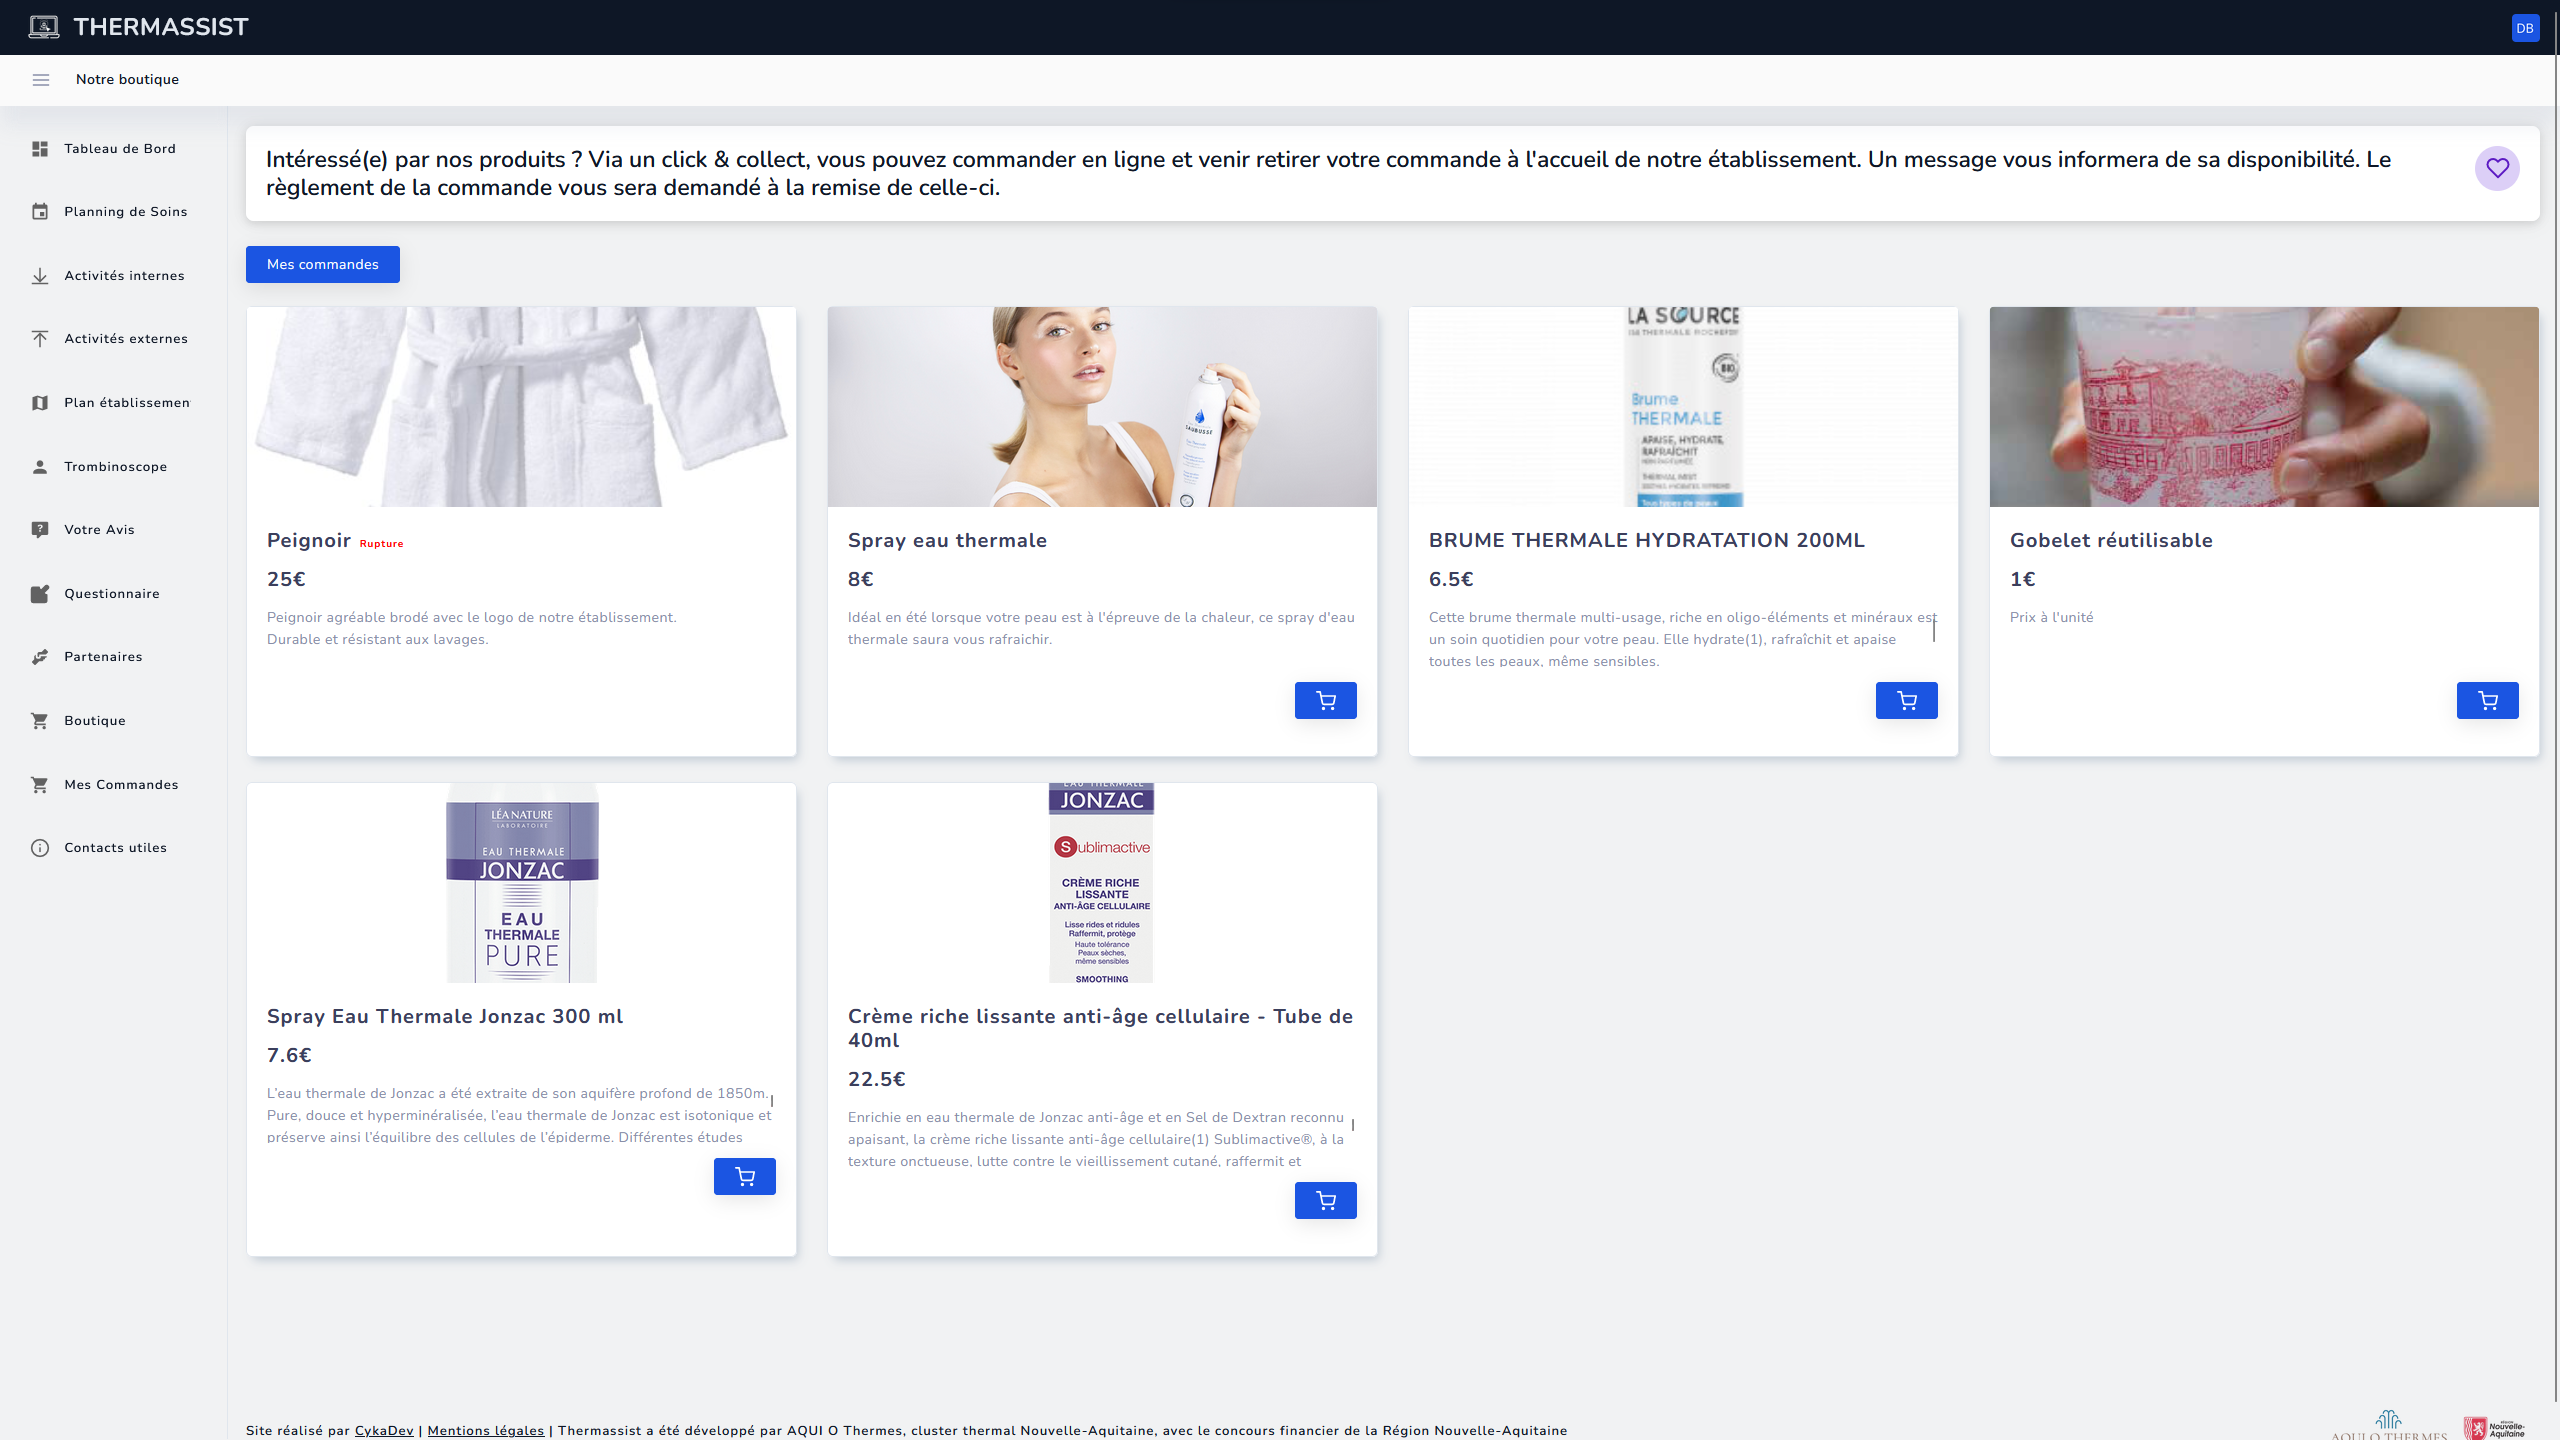 THERMASSIST
DB
Notre boutique
Tableau de Bord
Planning de Soins
Activités internes
Activités externes
Plan établissemen
Trombinoscope
Votre Avis
Questionnaire
Partenaires
Boutique
Mes Commandes
Contacts utiles
Intéressé(e) par nos produits ? Via un click & collect, vous pouvez commander en ligne et venir retirer votre commande à l'accueil de notre établissement. Un message vous informera de sa disponibilité. Le
règlement de la commande vous sera demandé à la remise de celle-ci.
Mes commandes
Peignoir Rupture
25€
Peignoir agréable brodé avec le logo de notre établissement.
Durable et résistant aux lavages.
SAUBUSSE
Spray eau thermale
8€
Idéal en été lorsque votre peau est à l'épreuve de la chaleur, ce spray d'eau
thermale saura vous rafraichir.
LA SOURCE
THERMALE ROCHEFORT
BIO
Brume
THERMALE
APAISE, HYDRATE,
RAFRAÎCHIT
THERMAL MIST
Tous types de peaux
BRUME THERMALE HYDRATATION 200ML
6.5€
Cette brume thermale multi-usage, riche en oligo-éléments et minéraux est
un soin quotidien pour votre peau. Elle hydrate(1), rafraîchit et apaise
toutes les peaux, même sensibles.
Gobelet réutilisable
1€
Prix à l'unité
LÉA NATURE
LABORATOIRE
EAU THERMALE
JONZAC
EAU
THERMALE
PURE
Spray Eau Thermale Jonzac 300 ml
7.6€
L’eau thermale de Jonzac a été extraite de son aquifère profond de 1850m.
Pure, douce et hyperminéralisée, l’eau thermale de Jonzac est isotonique et
préserve ainsi l’équilibre des cellules de l’épiderme. Différentes études
EAU THERMALE
JONZAC
Sublimactive
CRÈME RICHE
LISSANTE
ANTI-ÂGE CELLULAIRE
Lisse rides et ridules
Raffermit, protège
Haute tolérance
Peaux sèches,
même sensibles
SMOOTHING
Crème riche lissante anti-âge cellulaire - Tube de
40ml
22.5€
Enrichie en eau thermale de Jonzac anti-âge et en Sel de Dextran reconnu
apaisant, la crème riche lissante anti-âge cellulaire(1) Sublimactive®, à la
texture onctueuse, lutte contre le vieillissement cutané, raffermit et
Site réalisé par CykaDev | Mentions légales | Thermassist a été développé par AQUI O Thermes, cluster thermal Nouvelle-Aquitaine, avec le concours financier de la Région Nouvelle-Aquitaine
AQUI O THERMES
RÉGION
Nouvelle-
Aquitaine